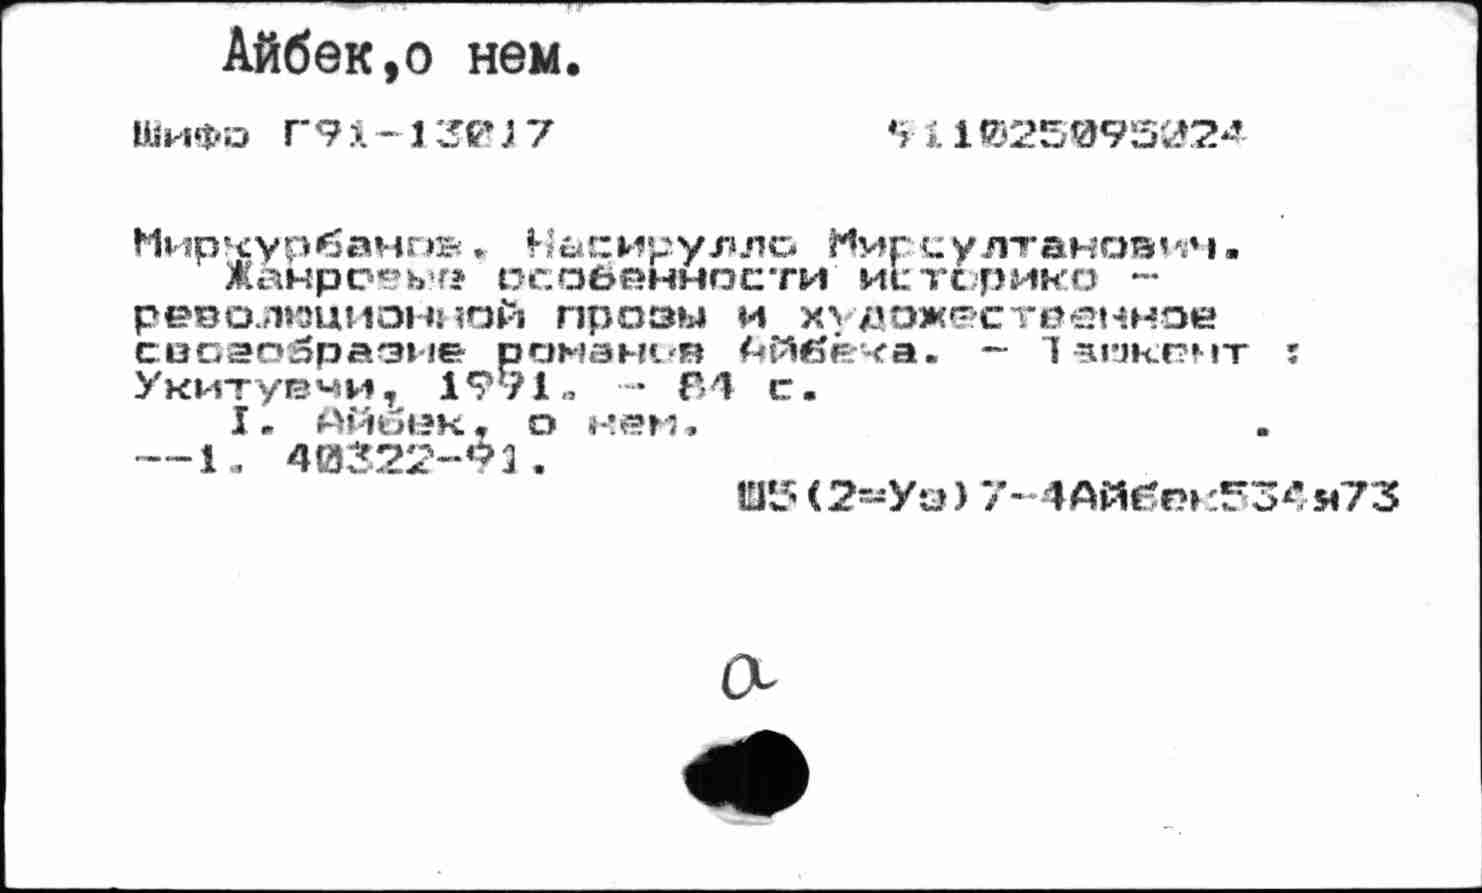 Айбек,о нем.
Шифр Г91-13017 911025095024
Миркурбанов, Насирулло Мирсултанович.
Жанровые особенности историко -
революционной прозы и художественное
своеобразие романов Айбека. - Ташкент :
Укитувчи, 1991. - 84 с.
I. Айбек, о нем.
--1. 40322-91.
Ш5(2=Уз)7-4Айбек534я73
а